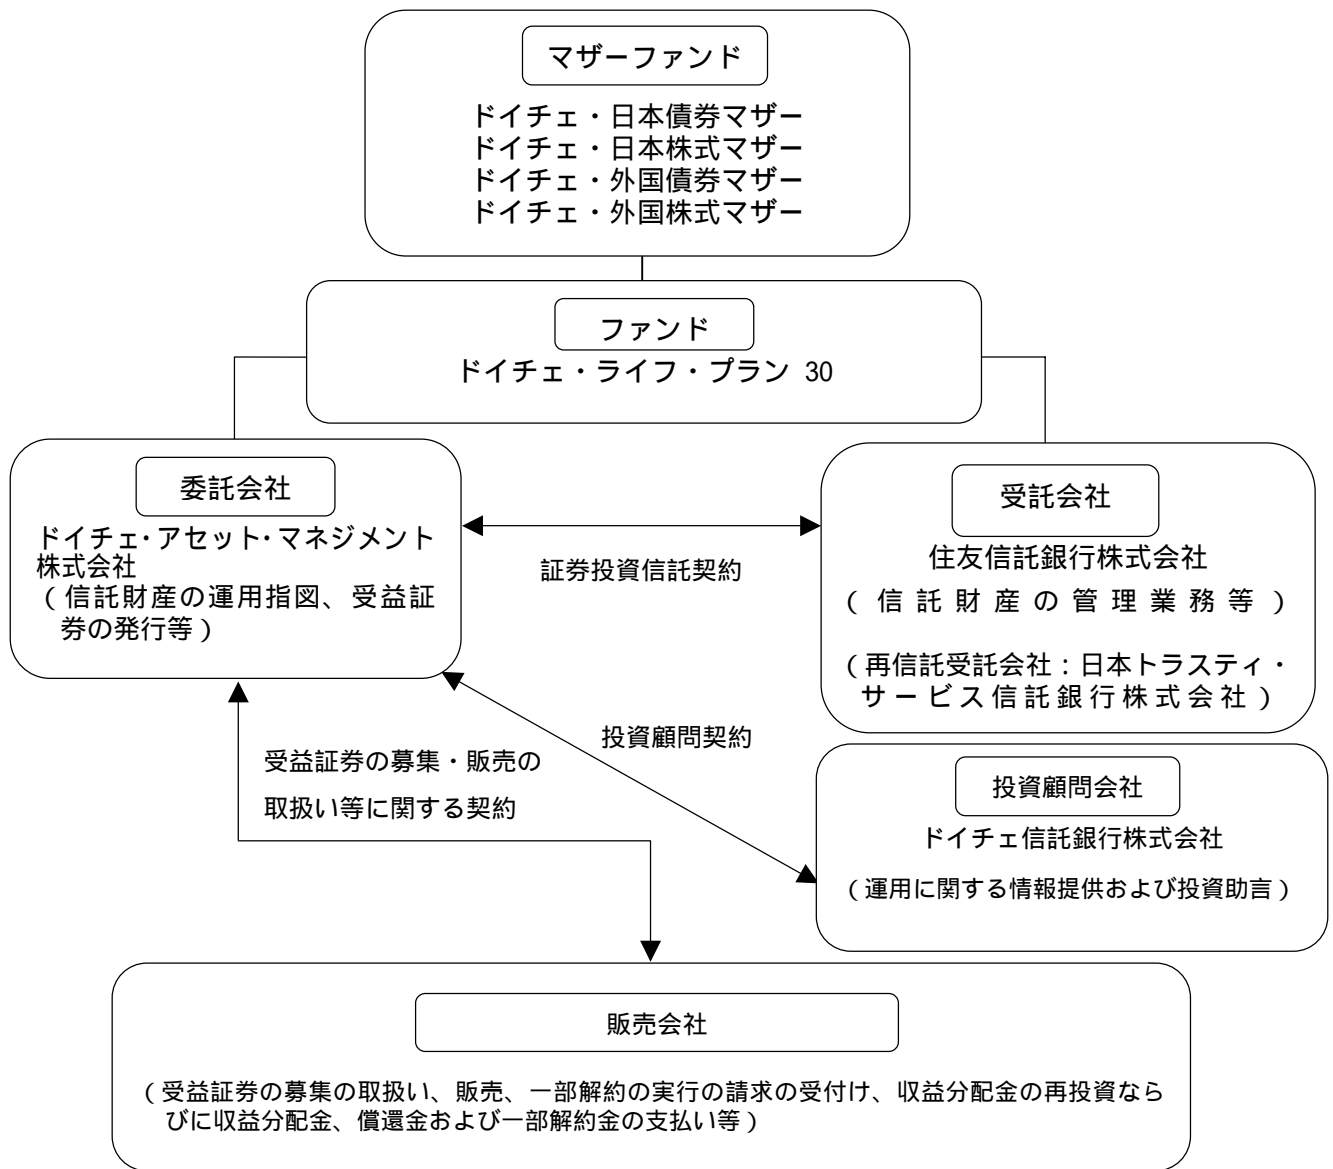 マザーファンド
ドイチェ・日本債券マザー
ドイチェ・日本株式マザー
ドイチェ・外国債券マザー
ドイチェ・外国株式マザー
ファンド
ドイチェ・ライフ・プラン 30
委託会社
ドイチェ・アセット・マネジメント
株式会社
(信託財産の運用指図、受益証
券の発行等)
証券投資信託契約
受託会社
住友信託銀行株式会社
(信託財産の管理業務等)
(再信託受託会社:日本トラスティ・
サービス信託銀行株式会社)
投資顧問契約
受益証券の募集・販売の
取扱い等に関する契約
投資顧問会社
ドイチェ信託銀行株式会社
(運用に関する情報提供および投資助言)
販売会社
(受益証券の募集の取扱い、販売、一部解約の実行の請求の受付け、収益分配金の再投資なら
びに収益分配金、償還金および一部解約金の支払い等)